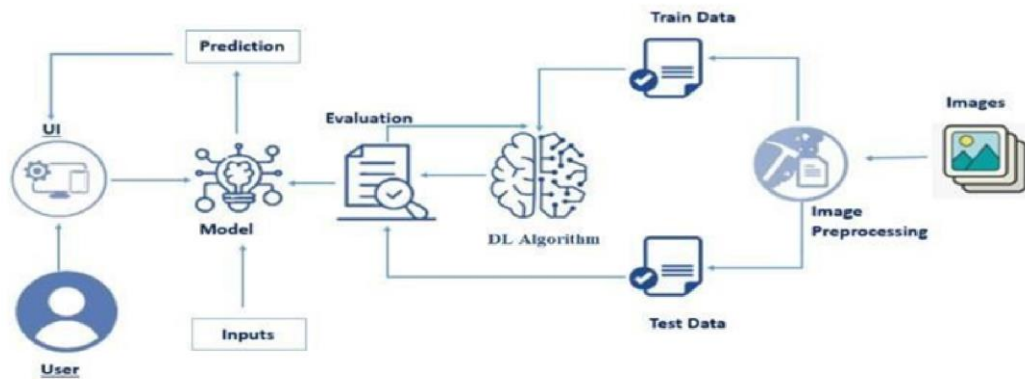 Train Data
Prediction
Images
UI
Evaluation
Model
DL Algorithm
Image
Preprocessing
Inputs
Test Data
User